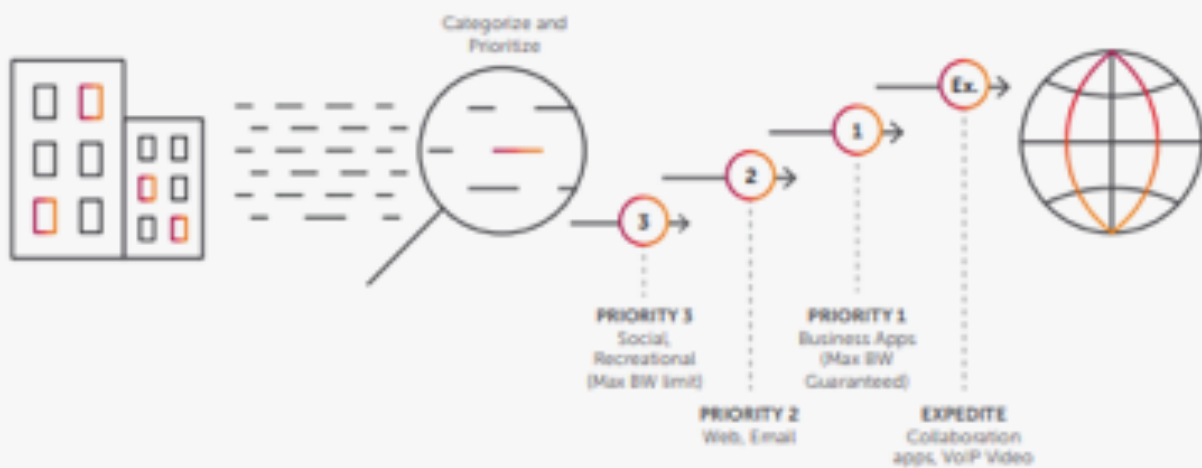 Categorize and
Prioritize
Ex.
1
2
3
PRIORITY 3
Social,
Recreational
(Max BW limit)
PRIORITY 1
Business Apps
(Max BW
Guaranteed)
PRIORITY 2
Web, Email
EXPEDITE
Collaboration
apps, VoIP Video